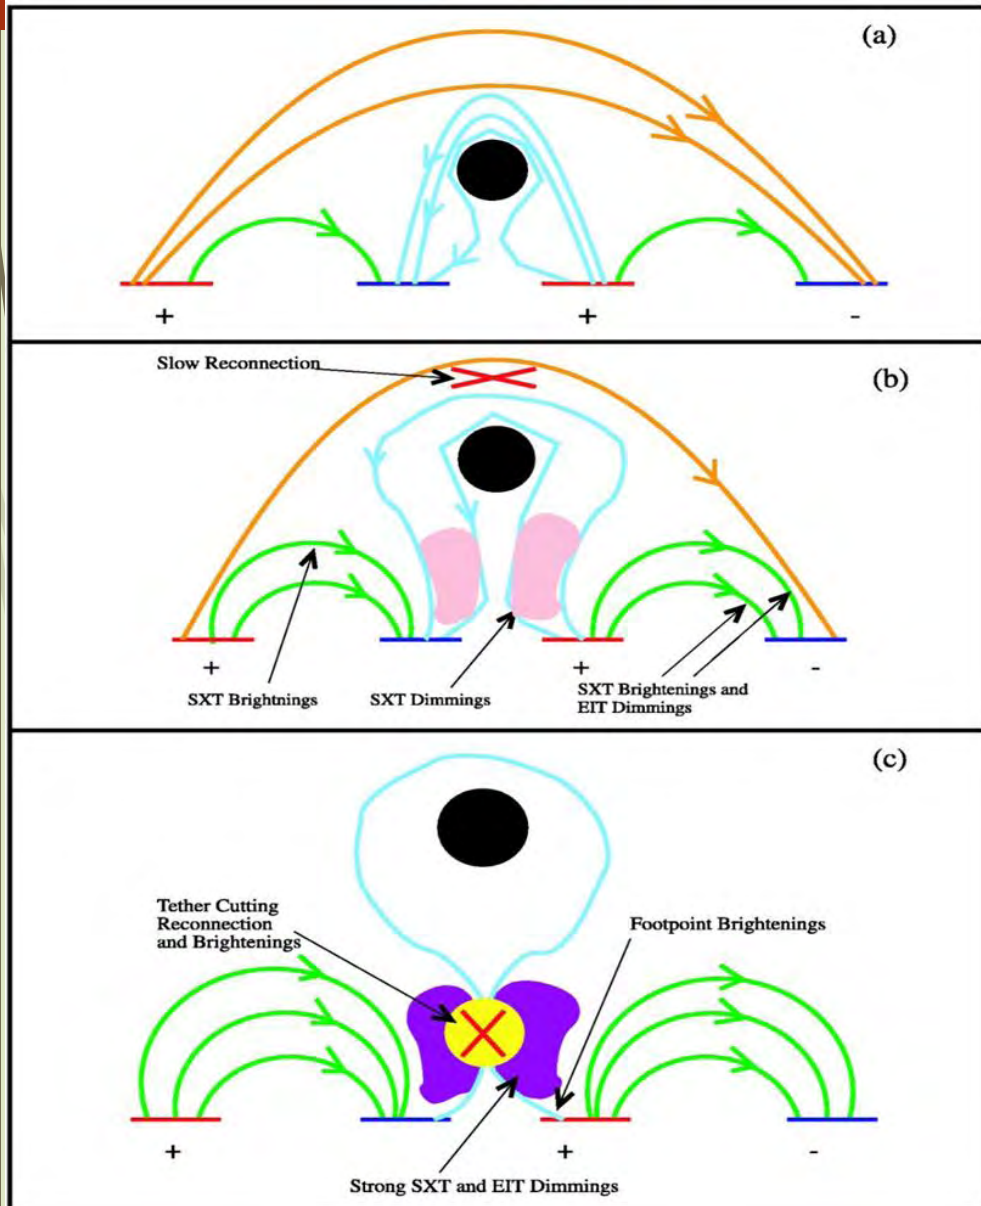 (a)
+ + -
Slow Reconnection
(b)
+ + -
SXT Brightnings
SXT Dimmings
SXT Brightenings and
EIT Dimmings
(c)
Tether Cutting
Reconnection
and Brightenings
Footpoint Brightenings
+ + -
Strong SXT and EIT Dimmings